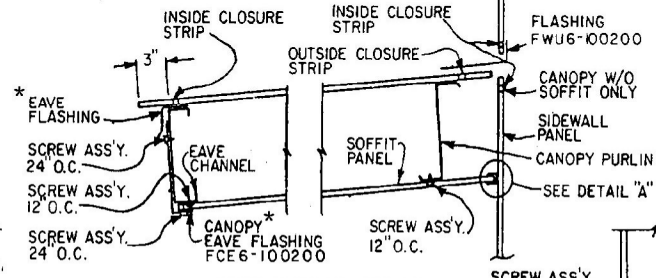 INSIDE CLOSURE
STRIP
INSIDE CLOSURE
STRIP
FLASHING
FWU6-100200
3"
OUTSIDE CLOSURE
STRIP
CANOPY W/O
SOFFIT ONLY
* EAVE
FLASHING
SIDEWALL
PANEL
SCREW ASS'Y.
24" O.C.
EAVE
CHANNEL
SOFFIT
PANEL
CANOPY PURLIN
SCREW ASS'Y.
12" O.C.
SEE DETAIL "A"
SCREW ASS'Y.
24" O.C.
CANOPY *
EAVE FLASHING
FCE6-100200
SCREW ASS'Y.
12" O.C.
SCREW ASS'Y